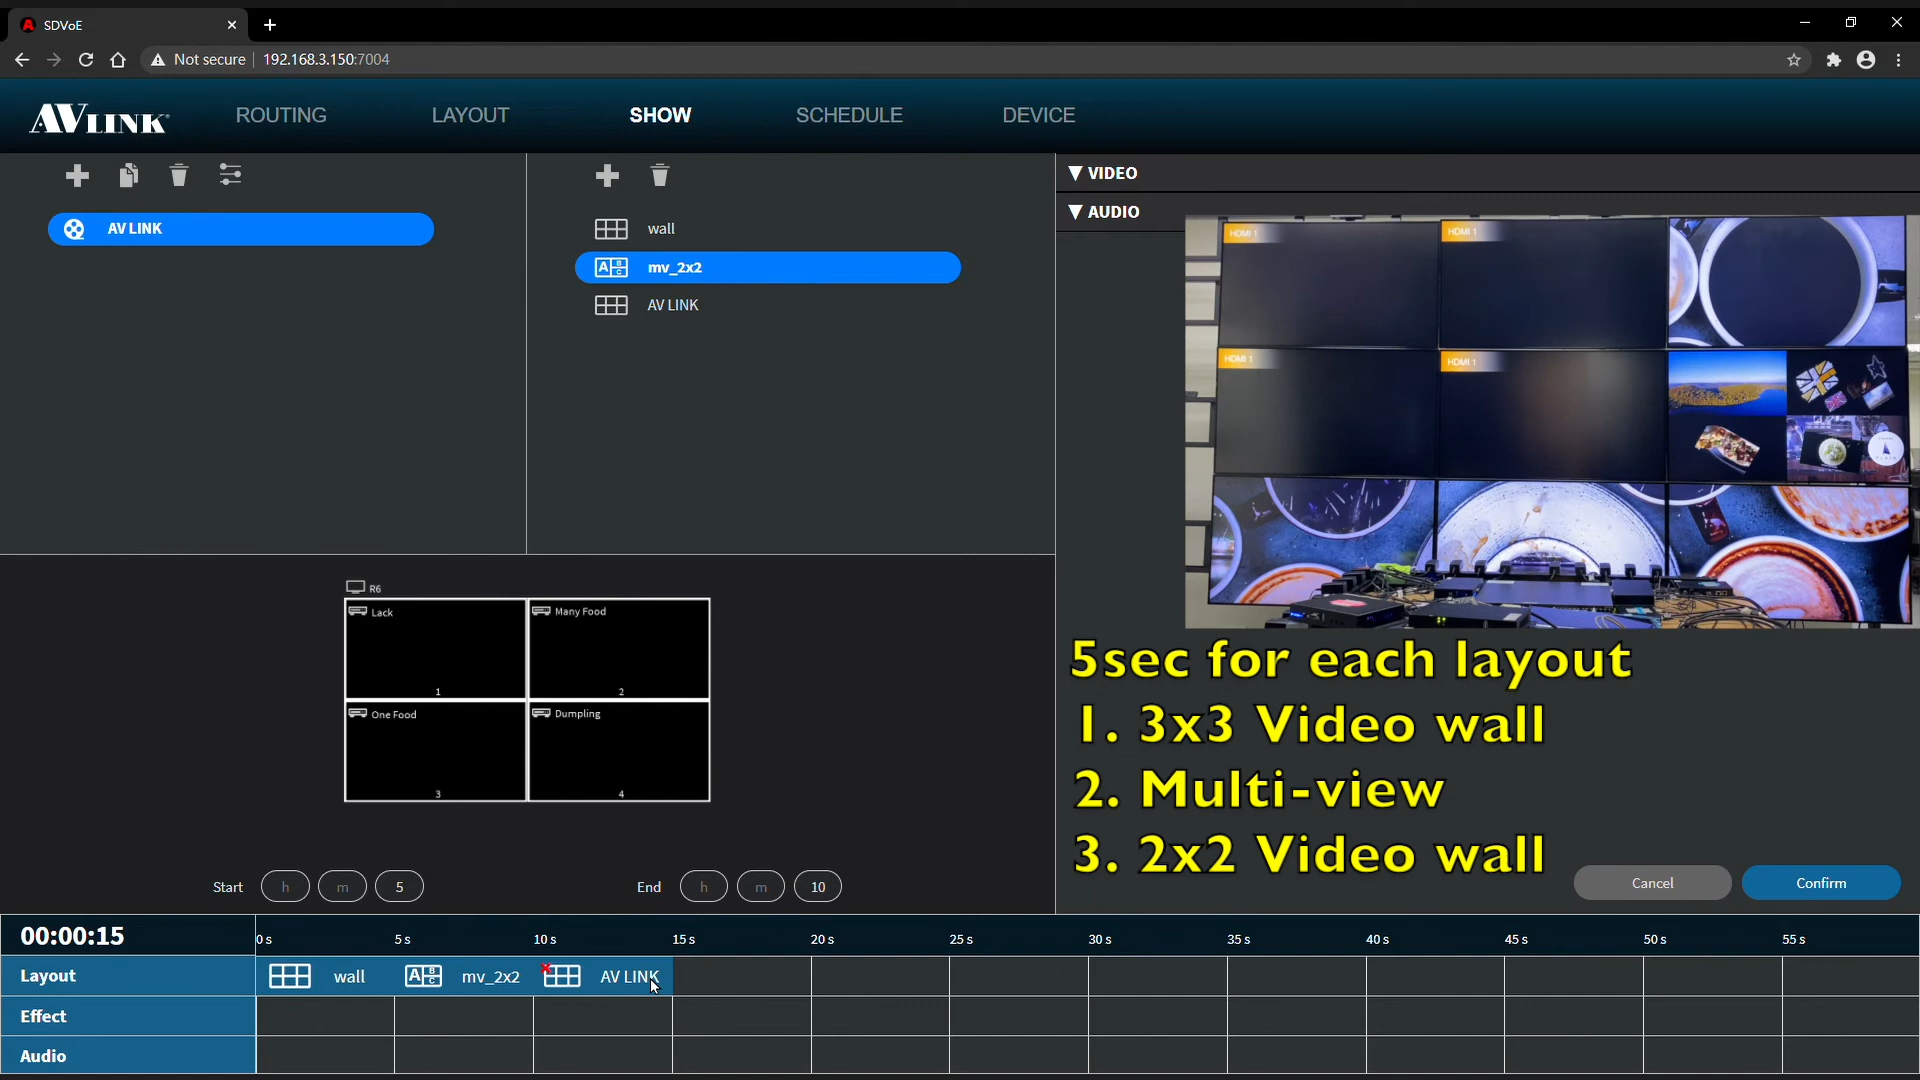 SDVoE
Not secure 192.168.3.150:7004
AVLINK ROUTING LAYOUT SHOW SCHEDULE DEVICE
AV LINK
wall
mv_2x2
AV LINK
VIDEO
AUDIO
HDMI 1 HDMI 1
HDMI 1 HDMI 1
R6
Lack Many Food
1 2
One Food Dumpling
3 4
5sec for each layout
1. 3x3 Video wall
2. Multi-view
3. 2x2 Video wall
Start h m 5 End h m 10
Cancel Confirm
00:00:15 0 s 5 s 10 s 15 s 20 s 25 s 30 s 35 s 40 s 45 s 50 s 55 s
Layout wall A B C mv_2x2 AV LINK
Effect
Audio